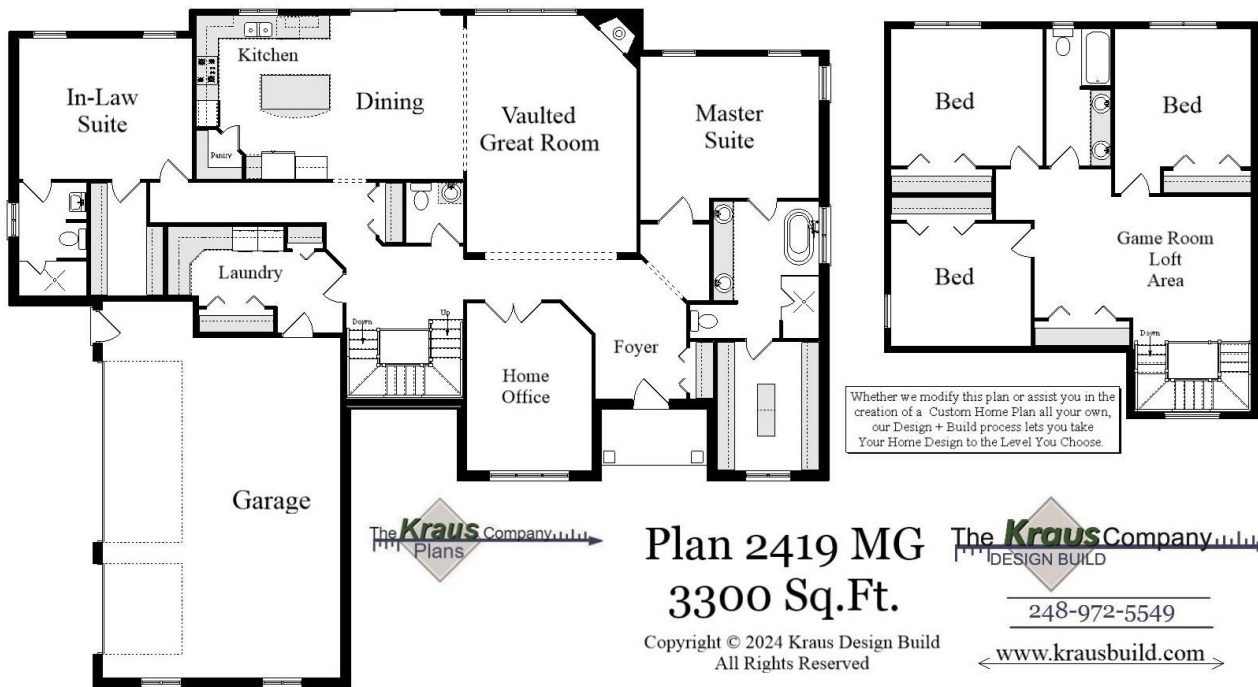 Kitchen
In-Law
Suite
Dining
Pantry
Vaulted
Great Room
Master
Suite
Laundry
Down
Up
Foyer
Home
Office
Garage
Bed
Bed
Bed
Game Room
Loft
Area
Down
Whether we modify this plan or assist you in the
creation of a Custom Home Plan all your own,
our Design + Build process lets you take
Your Home Design to the Level You Choose.
The Kraus Company
Plans
Plan 2419 MG
3300 Sq.Ft.
Copyright © 2024 Kraus Design Build
All Rights Reserved
The Kraus Company
DESIGN BUILD
248-972-5549
www.krausbuild.com